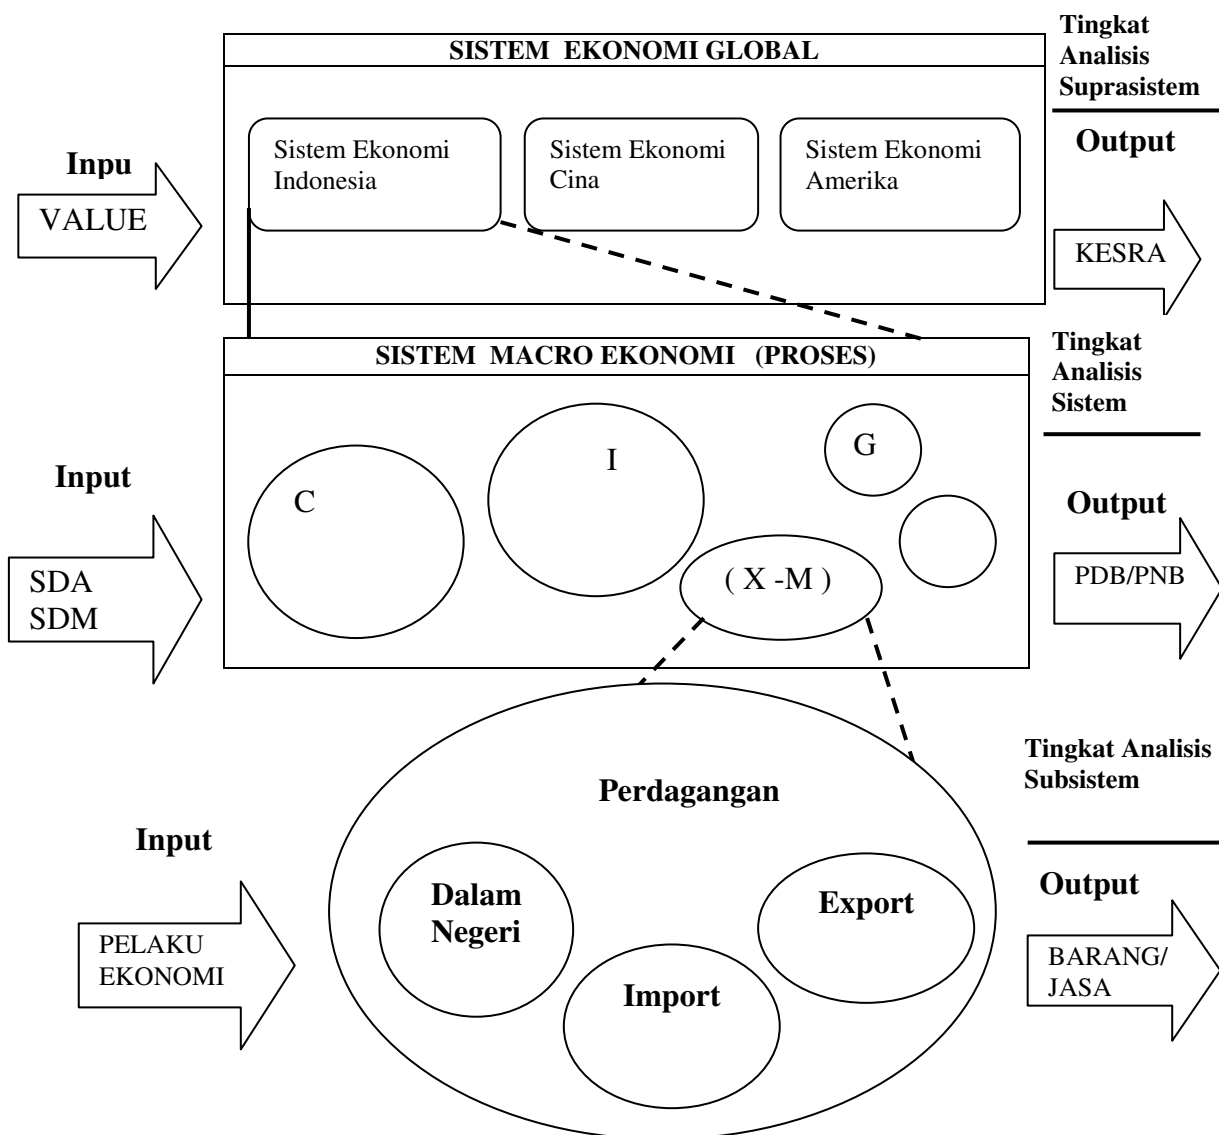 Tingkat
Analisis
Suprasistem
SISTEM EKONOMI GLOBAL
Output
Inpu
VALUE
Sistem Ekonomi
Indonesia
Sistem Ekonomi
Cina
Sistem Ekonomi
Amerika
KESRA
SISTEM MACRO EKONOMI (PROSES)
Tingkat
Analisis
Sistem
Input
SDA
SDM
C
I
G
( X -M )
Output
PDB/PNB
Tingkat Analisis
Subsistem
Perdagangan
Input
PELAKU
EKONOMI
Dalam
Negeri
Import
Export
Output
BARANG/
JASA